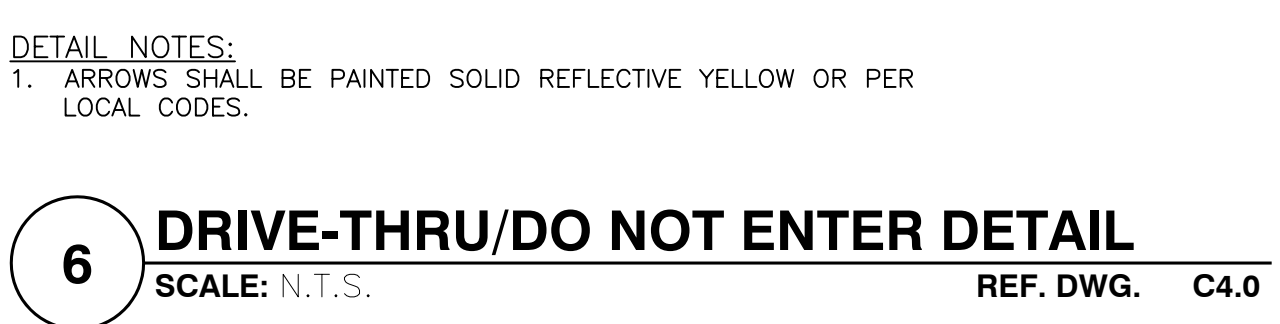 DETAIL NOTES:
1. ARROWS SHALL BE PAINTED SOLID REFLECTIVE YELLOW OR PER
LOCAL CODES.
6
DRIVE-THRU/DO NOT ENTER DETAIL
SCALE: N.T.S. REF. DWG. C4.0